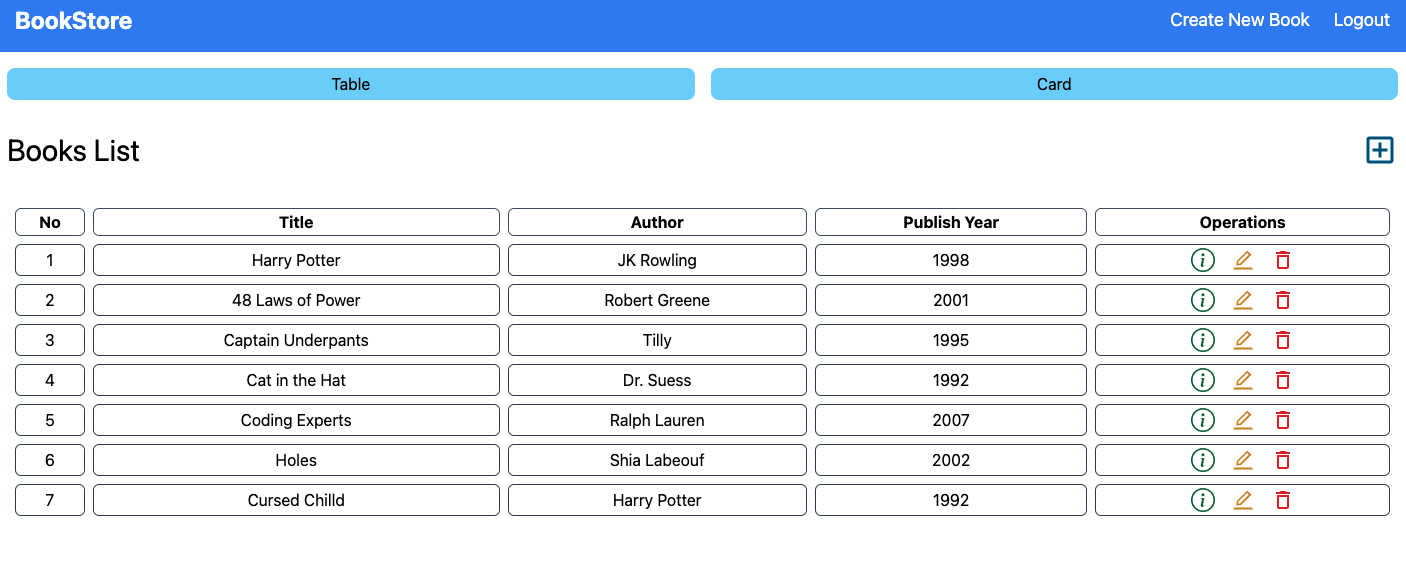 BookStore Create New Book Logout
Table Card
Books List
No Title Author Publish Year Operations
1 Harry Potter JK Rowling 1998
2 48 Laws of Power Robert Greene 2001
3 Captain Underpants Tilly 1995
4 Cat in the Hat Dr. Suess 1992
5 Coding Experts Ralph Lauren 2007
6 Holes Shia Labeouf 2002
7 Cursed Chilld Harry Potter 1992